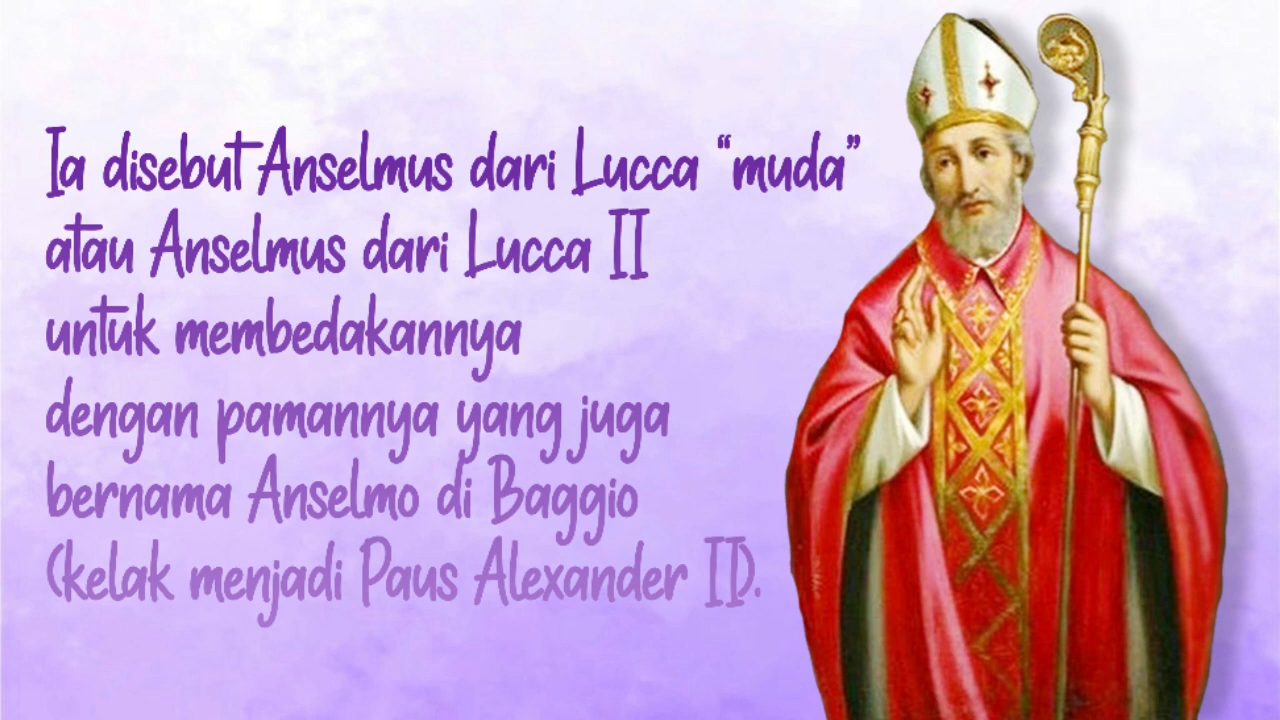 Ia disebut Anselmus dari Lucca “muda”
atau Anselmus dari Lucca II
untuk membedakannya
dengan pamannya yang juga
bernama Anselmo di Baggio
(kelak menjadi Paus Alexander II).